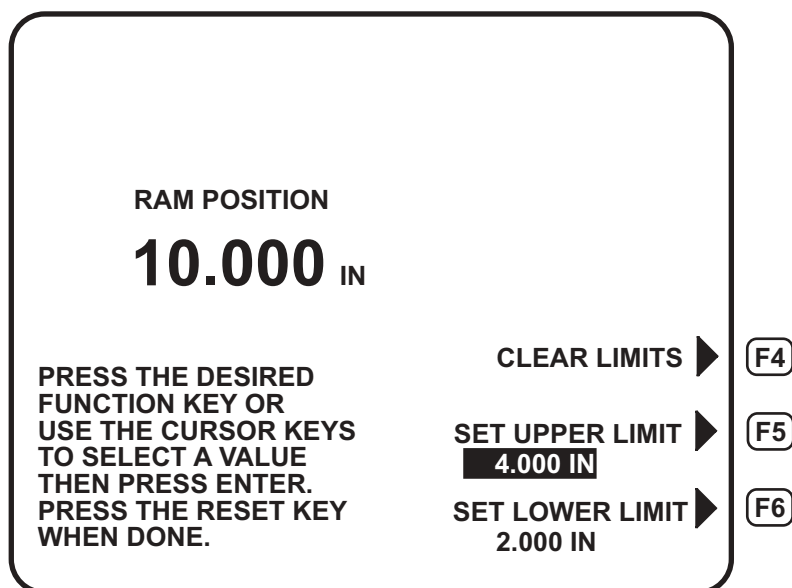 RAM POSITION
10.000 IN
CLEAR LIMITS
F4
PRESS THE DESIRED
FUNCTION KEY OR
USE THE CURSOR KEYS
TO SELECT A VALUE
THEN PRESS ENTER.
PRESS THE RESET KEY
WHEN DONE.
SET UPPER LIMIT
F5
4.000 IN
SET LOWER LIMIT
F6
2.000 IN